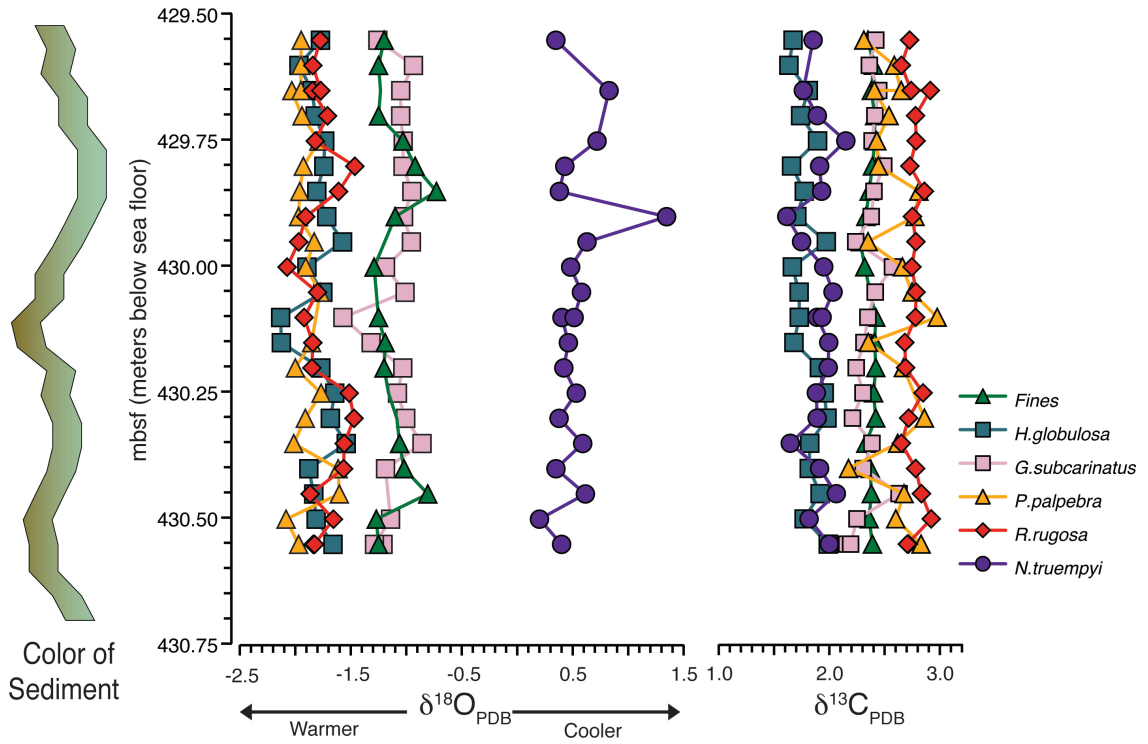 429.50
429.75
430.00
430.25
430.50
430.75
mbsf (meters below sea floor)
-2.5 -1.5 -0.5 0.5 1.5 1.0 2.0 3.0
δ18OPDB
Warmer
Cooler
δ13CPDB
Color of
Sediment
Fines
H.globulosa
G.subcarinatus
P.palpebra
R.rugosa
N.truempyi